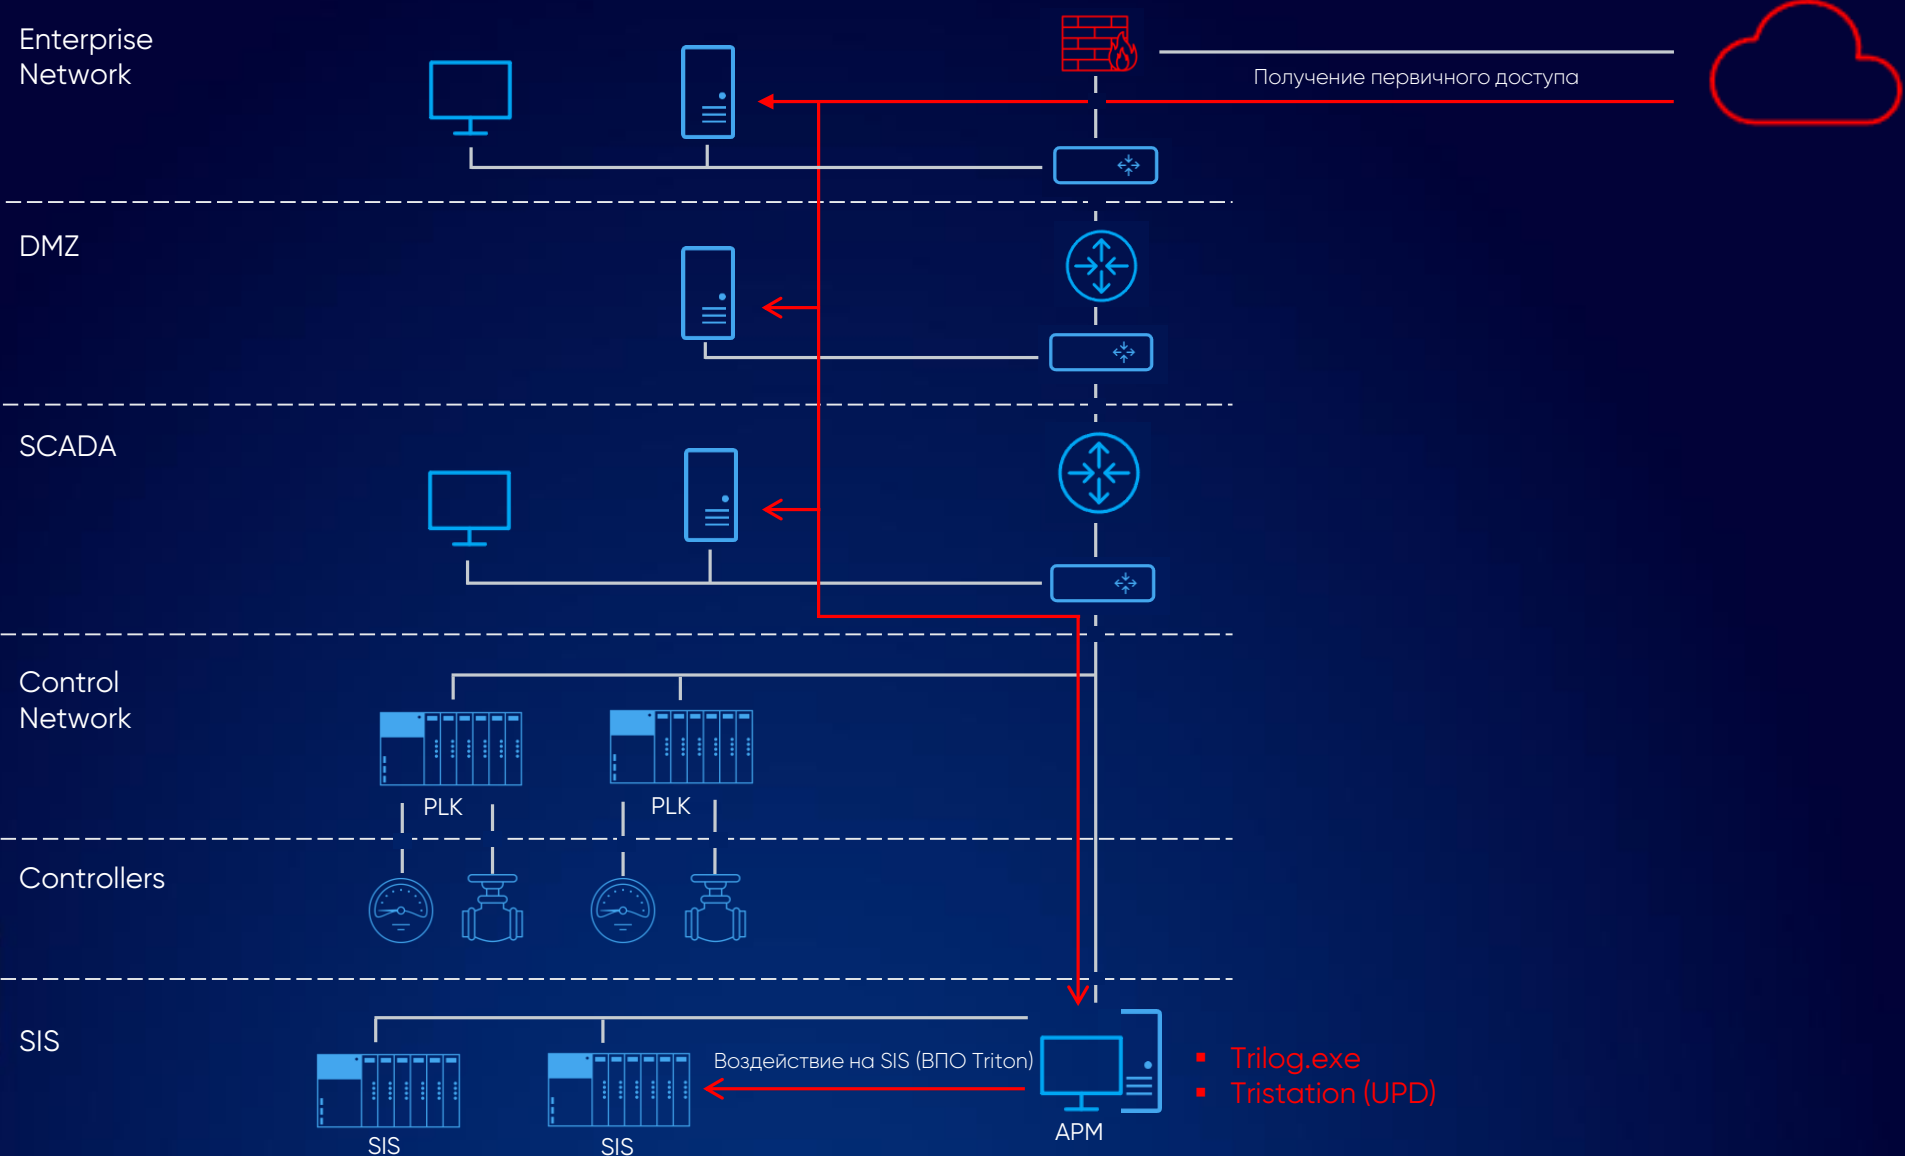 Enterprise
Network
Получение первичного доступа
DMZ
SCADA
Control
Network
PLK
PLK
Controllers
SIS
Воздействие на SIS (ВПО Triton)
Trilog.exe
Tristation (UPD)
АРМ
SIS
SIS